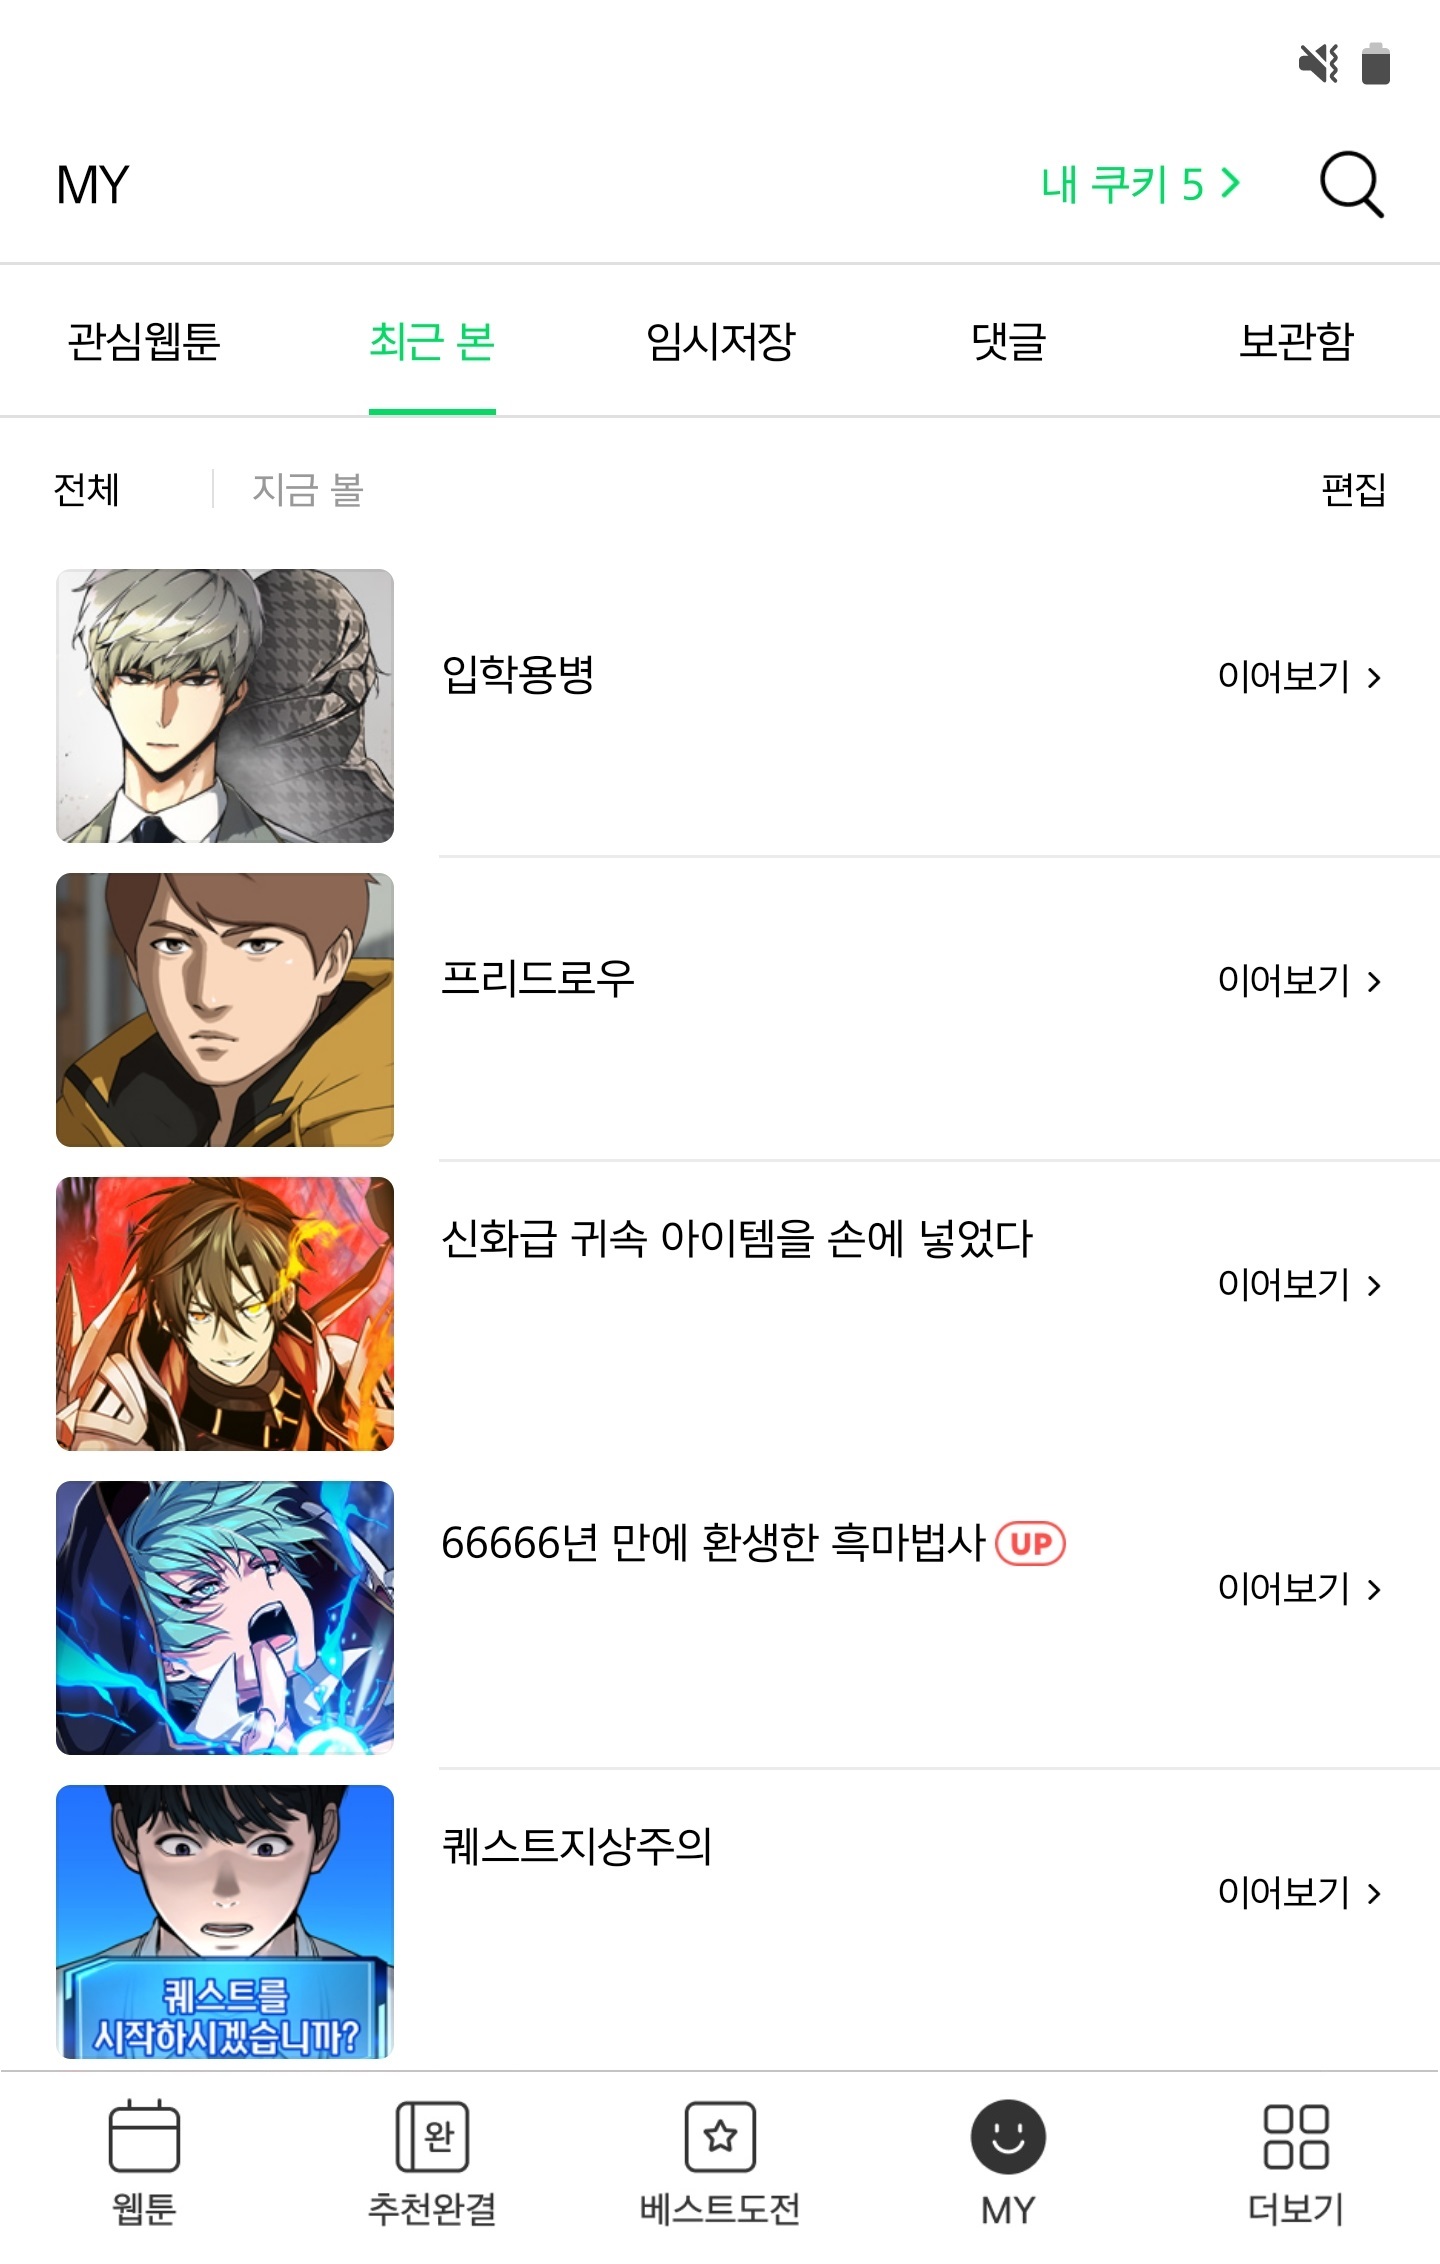 MY
내 쿠키 5
관심웹툰 최근 본 임시저장 댓글 보관함
전체 지금 볼 편집
입학용병 이어보기
프리드로우 이어보기
신화급 귀속 아이템을 손에 넣었다
이어보기
66666년 만에 환생한 흑마법사 UP
이어보기
퀘스트지상주의
이어보기
퀘스트를
시작하시겠습니까?
완
웹툰 추천완결 베스트도전 MY 더보기